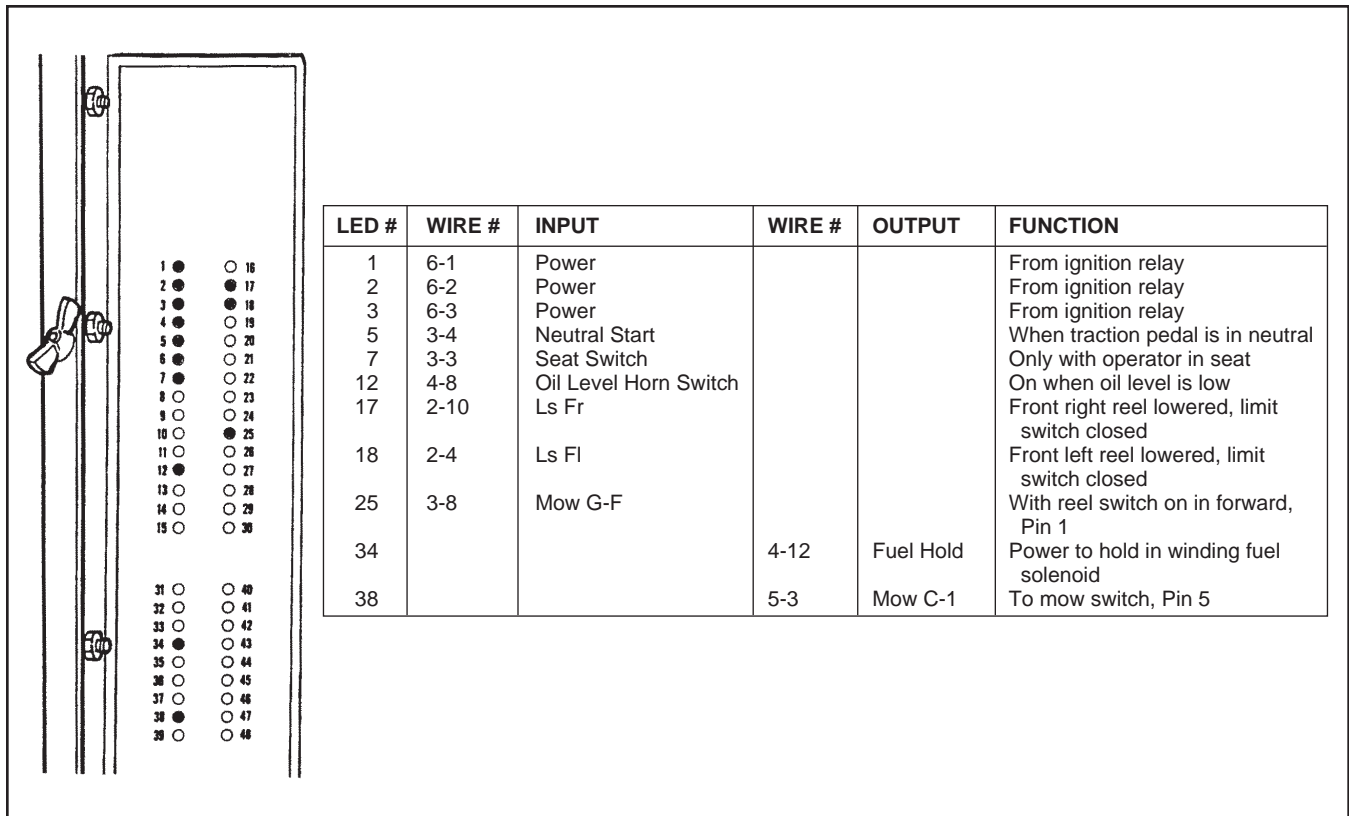 1 16
2 17
3 18
4 19
5 20
6 21
7 22
8 23
9 24
10 25
11 26
12 27
13 28
14 29
15 30
31 40
32 41
33 42
34 43
35 44
36 45
37 46
38 47
39 48
LED # WIRE # INPUT WIRE # OUTPUT FUNCTION
1 6-1 Power From ignition relay
2 6-2 Power From ignition relay
3 6-3 Power From ignition relay
5 3-4 Neutral Start When traction pedal is in neutral
7 3-3 Seat Switch Only with operator in seat
12 4-8 Oil Level Horn Switch On when oil level is low
17 2-10 Ls Fr Front right reel lowered, limit
switch closed
18 2-4 Ls Fl Front left reel lowered, limit
switch closed
25 3-8 Mow G-F With reel switch on in forward,
Pin 1
34 4-12 Fuel Hold Power to hold in winding fuel
solenoid
38 5-3 Mow C-1 To mow switch, Pin 5